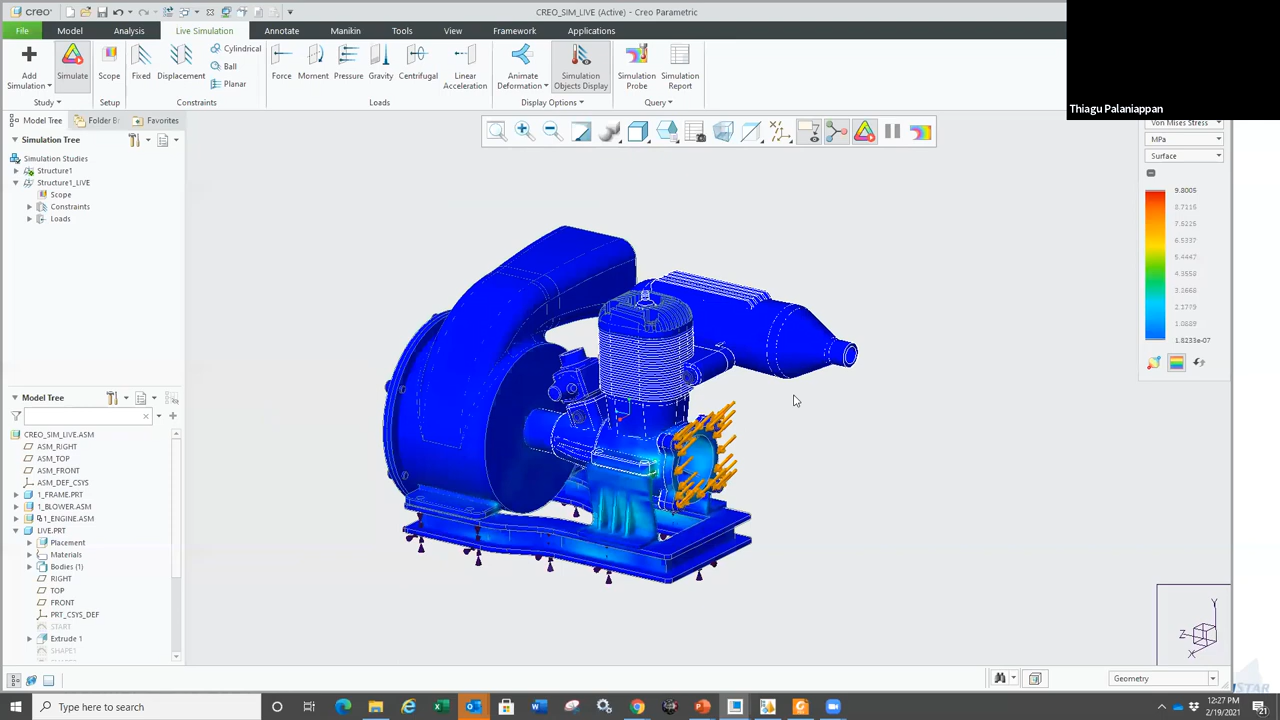 creo
CREO_SIM_LIVE (Active) - Creo Parametric
File Model Analysis Live Simulation Annotate Manikin Tools View Framework Applications
Add Simulation
Simulate
Scope
Fixed
Displacement
Cylindrical
Ball
Planar
Force
Moment
Pressure
Gravity
Centrifugal
Linear Acceleration
Animate Deformation
Simulation Objects Display
Simulation Probe
Simulation Report
Study Setup Constraints Loads Display Options Query
Thiagu Palaniappan
Model Tree Folder B: Favorites
Simulation Tree
Simulation Studies
Structure1
Structure1_LIVE
Scope
Constraints
Loads
Von Mises Stress
MPa
Surface
9.8005
8.7115
7.6225
6.5337
5.4447
4.3558
3.2668
2.1779
1.0889
1.8233e-07
Model Tree
CREO_SIM_LIVE.ASM
ASM_RIGHT
ASM_TOP
ASM_FRONT
ASM_DEF_CSYS
1_FRAME.PRT
1_BLOWER.ASM
1_ENGINE.ASM
LIVE.PRT
Placement
Materials
Bodies (1)
RIGHT
TOP
FRONT
PRT_CSYS_DEF
START
Extrude 1
SHAPE1
Y
Z
X
Geometry
Type here to search
12:27 PM
2/19/2021
21